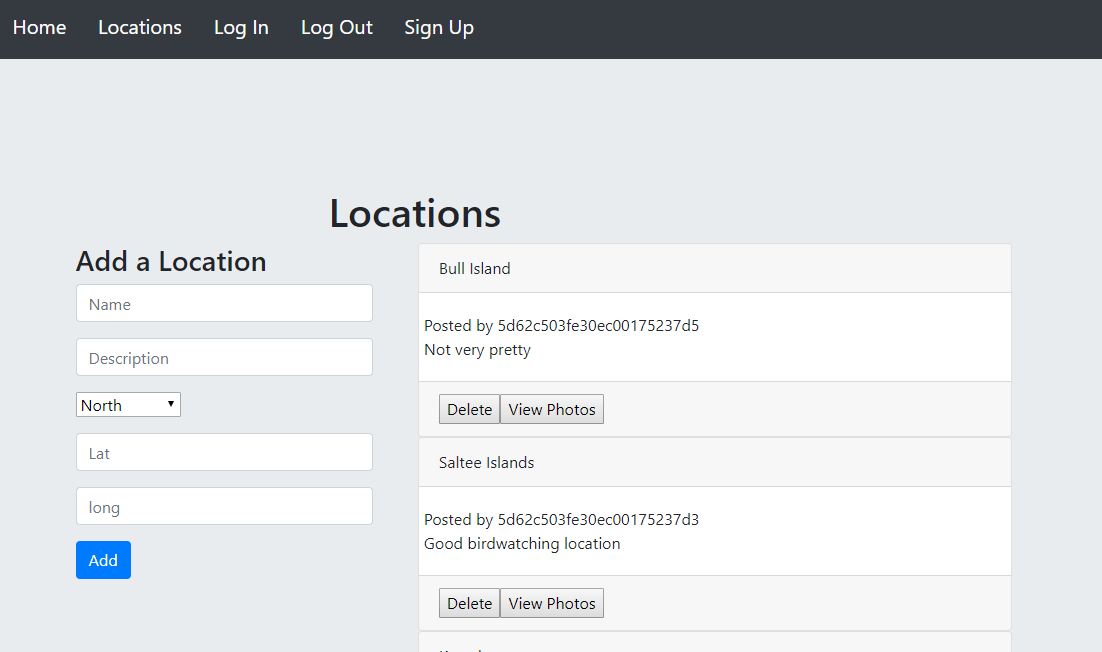 Home Locations Log In Log Out Sign Up
Locations
Add a Location
Name
Description
North
Lat
long
Add
Bull Island
Posted by 5d62c503fe30ec00175237d5
Not very pretty
Delete View Photos
Saltee Islands
Posted by 5d62c503fe30ec00175237d3
Good birdwatching location
Delete View Photos